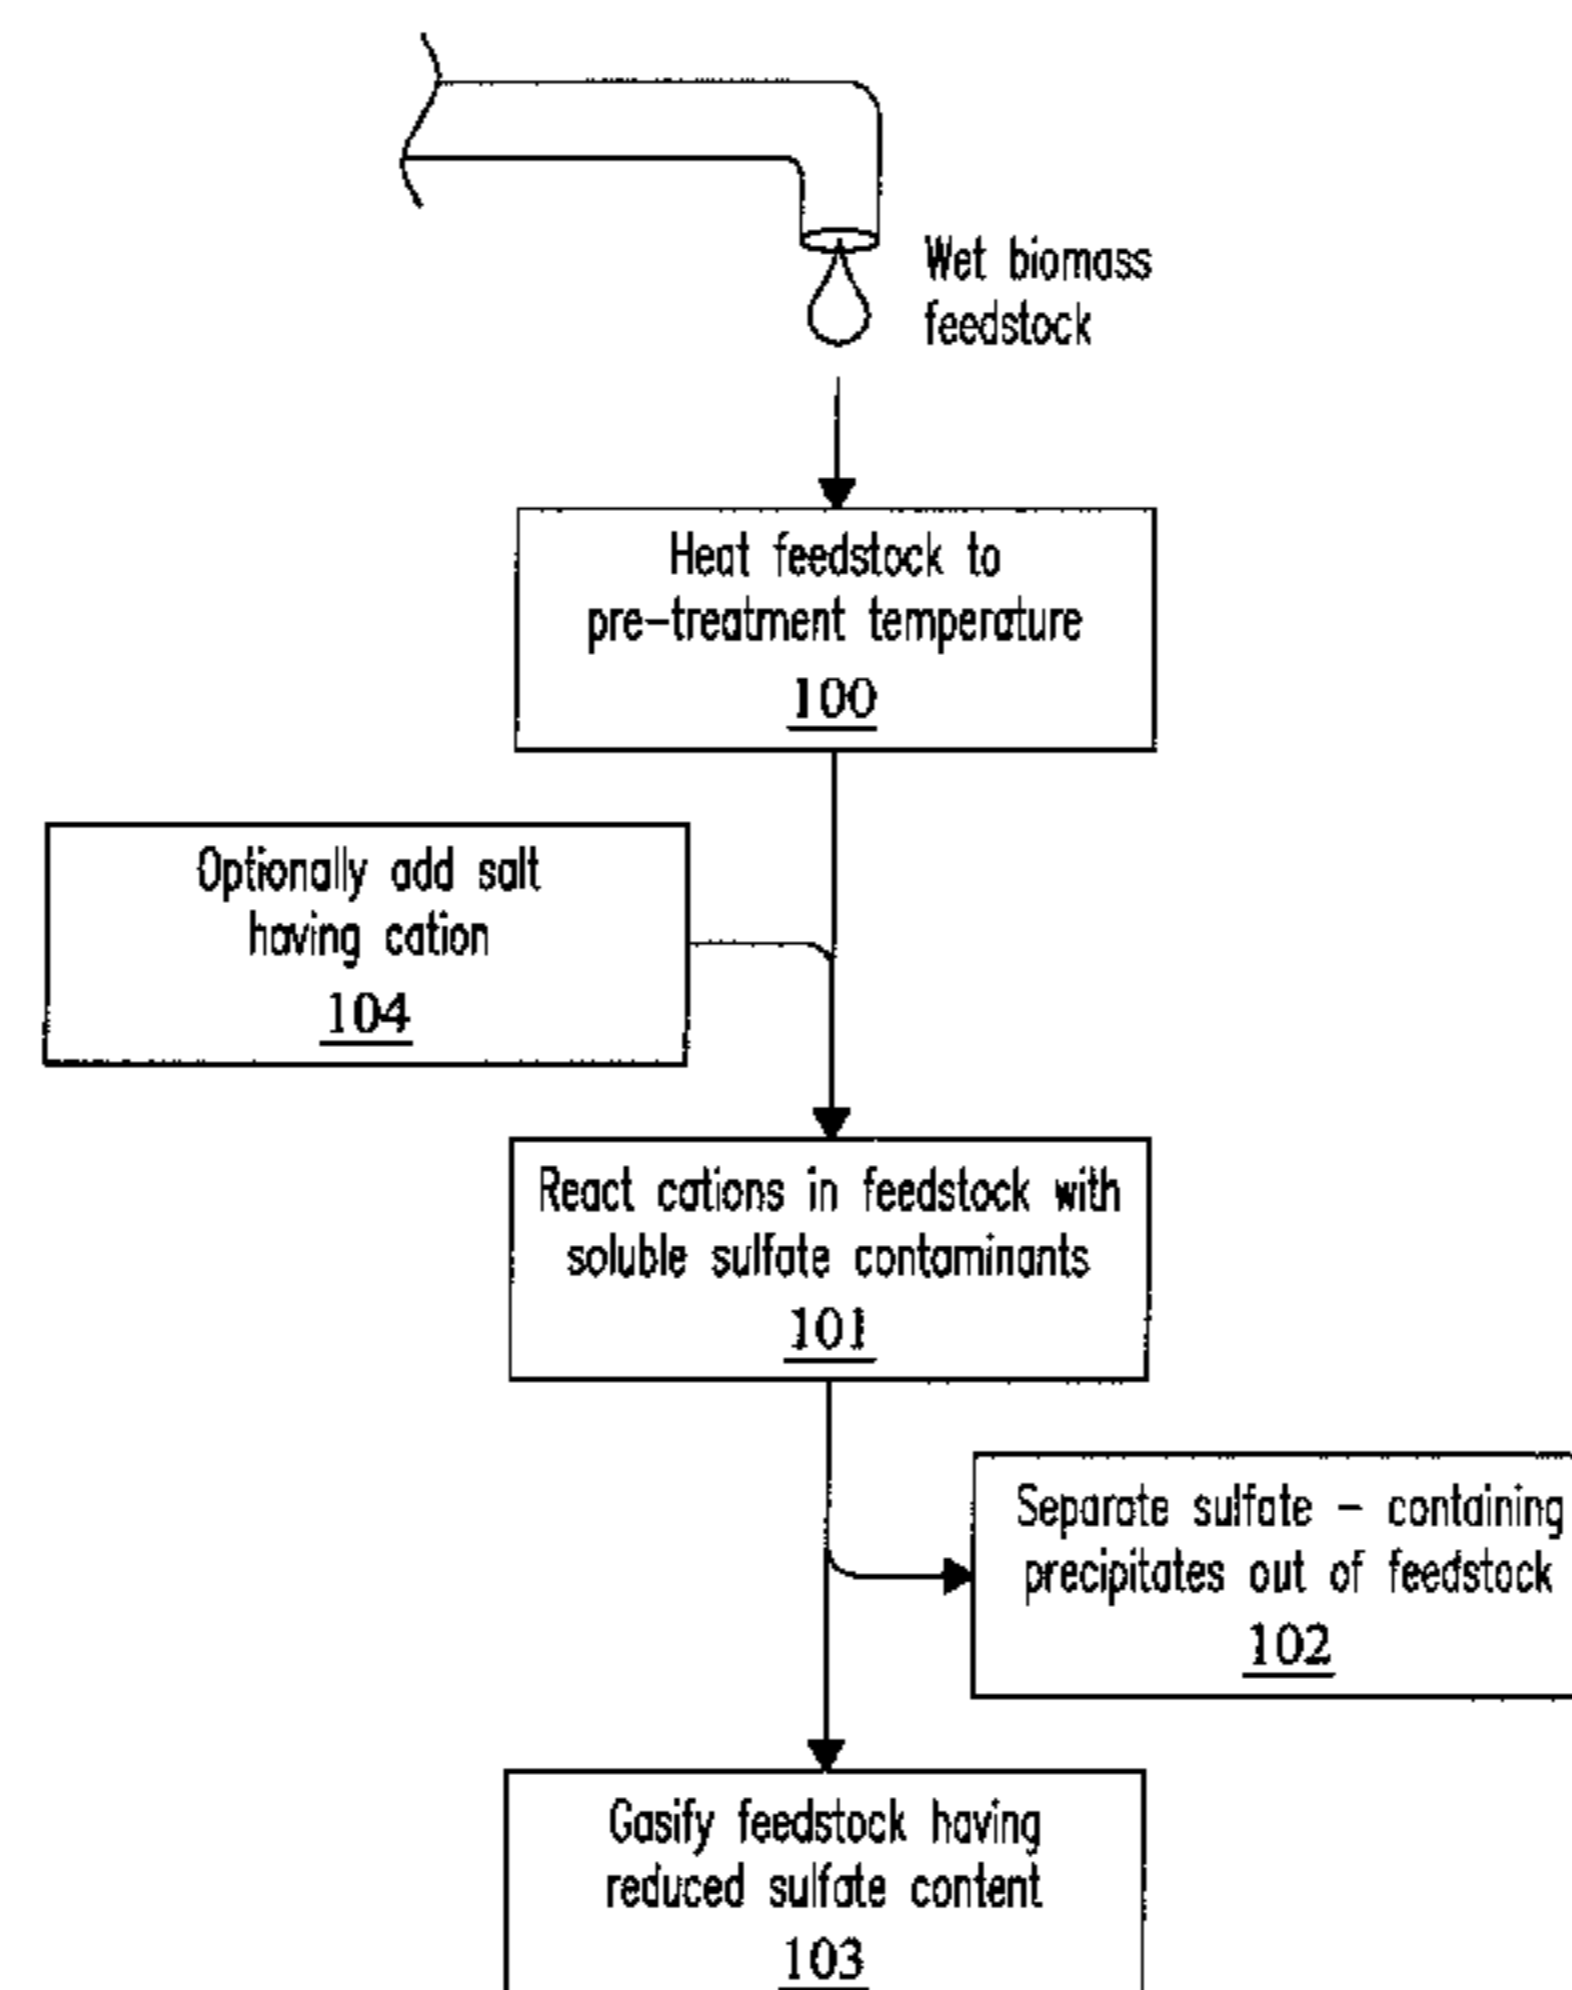 Wet biomass
feedstock
Heat feedstock to
pre-treatment temperature
100
Optionally add salt
having cation
104
React cations in feedstock with
soluble sulfate contaminants
101
Separate sulfate - containing
precipitates out of feedstock
102
Gasify feedstock having
reduced sulfate content
103